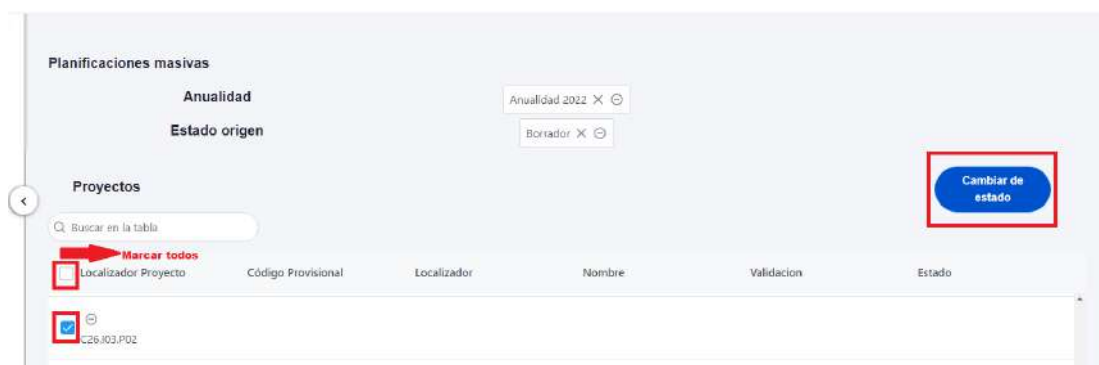 Planificaciones masivas
Anualidad
Anualidad 2022
Estado origen
Borrador
Proyectos
Cambiar de
estado
Buscar en la tabla
Marcar todos
Localizador Proyecto Código Provisional Localizador Nombre Validacion Estado
C26.I03.P02